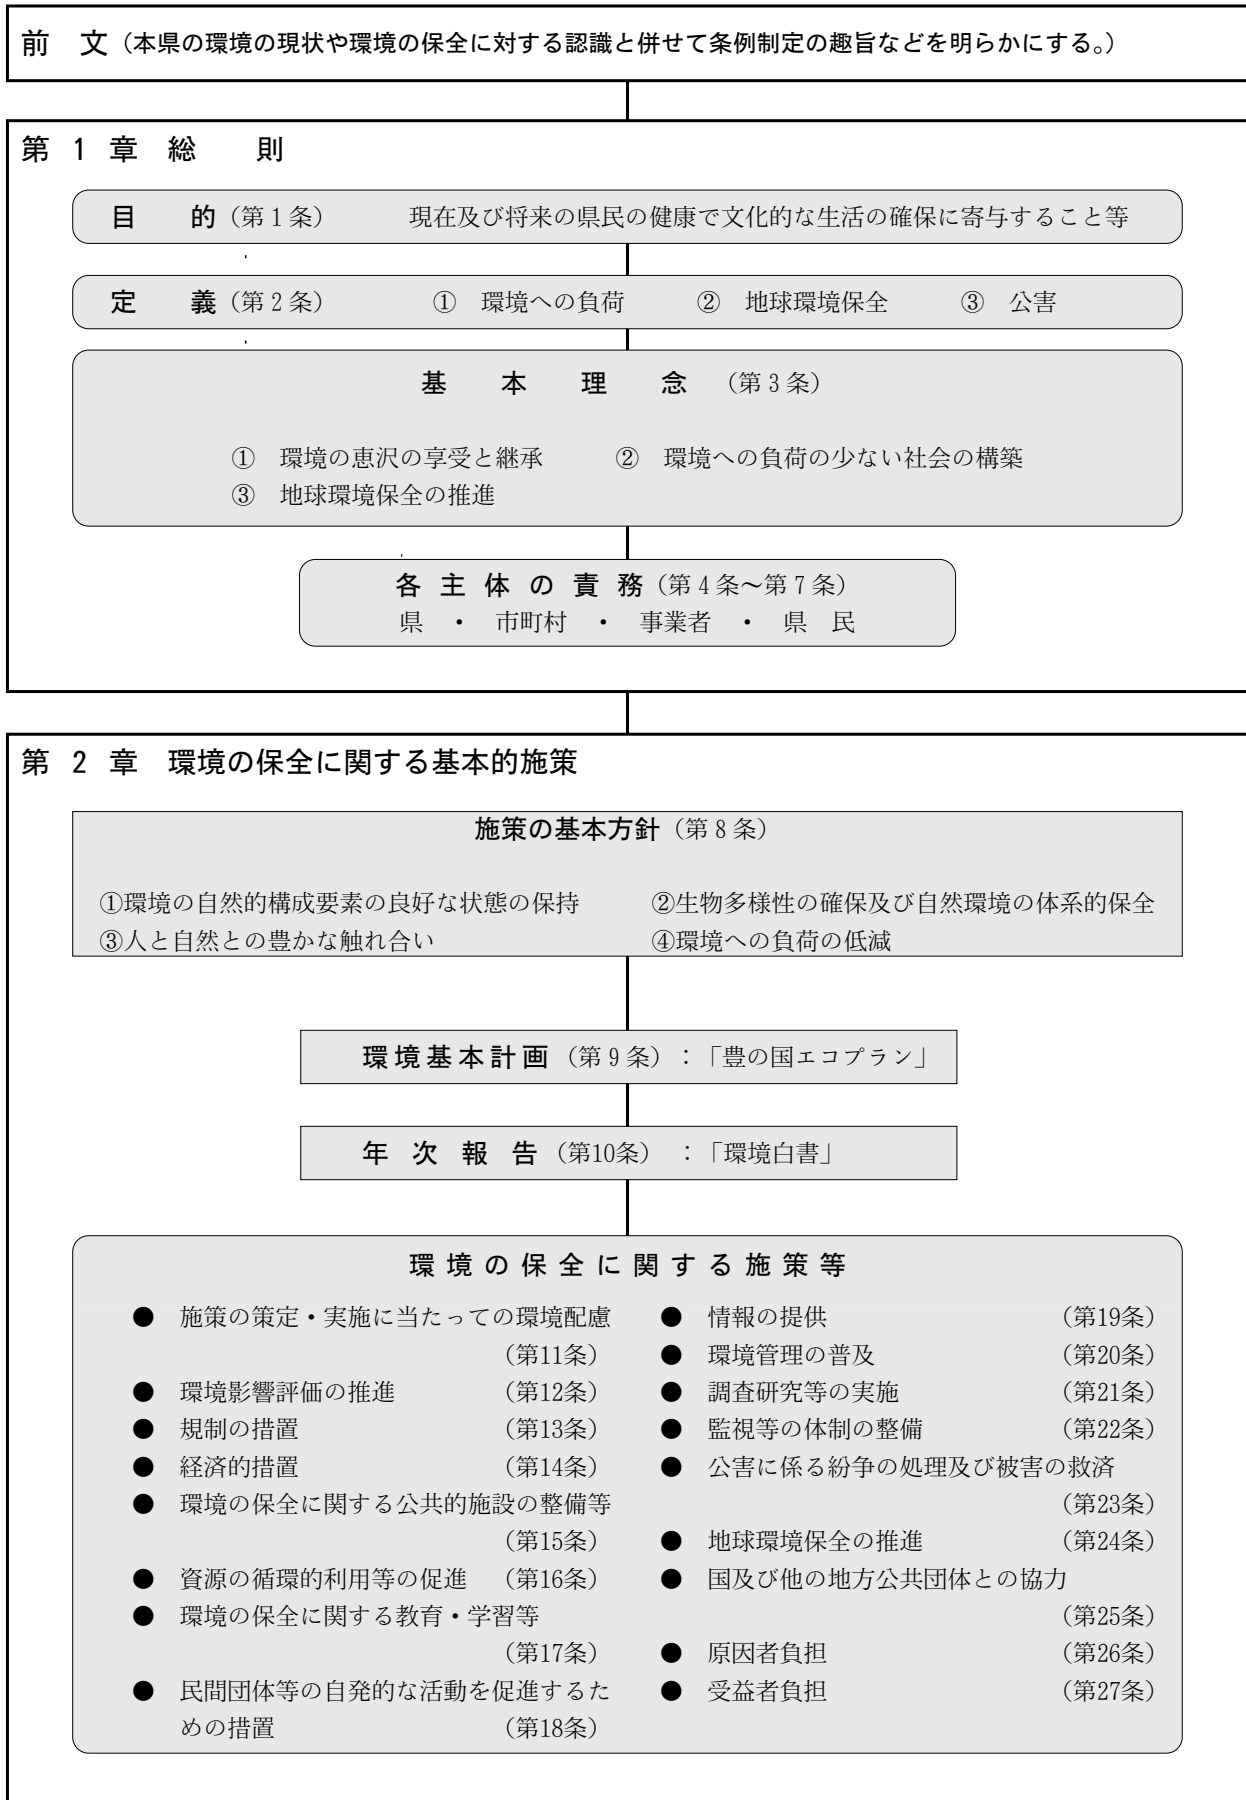 前　文（本県の環境の現状や環境の保全に対する認識と併せて条例制定の趣旨などを明らかにする。）
第 1 章 総　則
目　的（第１条）　現在及び将来の県民の健康で文化的な生活の確保に寄与すること等
定　義（第２条）　①　環境への負荷　②　地球環境保全　③　公害
基　本　理　念　（第３条）
①　環境の恵沢の享受と継承　②　環境への負荷の少ない社会の構築
③　地球環境保全の推進
各 主 体 の 責 務（第４条～第７条）
県　・　市町村　・　事業者　・　県　民
第 2 章　環境の保全に関する基本的施策
施策の基本方針（第８条）
①環境の自然的構成要素の良好な状態の保持　②生物多様性の確保及び自然環境の体系的保全
③人と自然との豊かな触れ合い　④環境への負荷の低減
環境基本計画（第９条）：「豊の国エコプラン」
年　次　報　告（第10条）：「環境白書」
環境の保全に関する施策等
●　施策の策定・実施に当たっての環境配慮
（第11条）
●　環境影響評価の推進　（第12条）
●　規制の措置　（第13条）
●　経済的措置　（第14条）
●　環境の保全に関する公共的施設の整備等
（第15条）
●　資源の循環的利用等の促進　（第16条）
●　環境の保全に関する教育・学習等
（第17条）
●　民間団体等の自発的な活動を促進するた
めの措置　（第18条）
●　情報の提供　（第19条）
●　環境管理の普及　（第20条）
●　調査研究等の実施　（第21条）
●　監視等の体制の整備　（第22条）
●　公害に係る紛争の処理及び被害の救済
（第23条）
●　地球環境保全の推進　（第24条）
●　国及び他の地方公共団体との協力
（第25条）
●　原因者負担　（第26条）
●　受益者負担　（第27条）